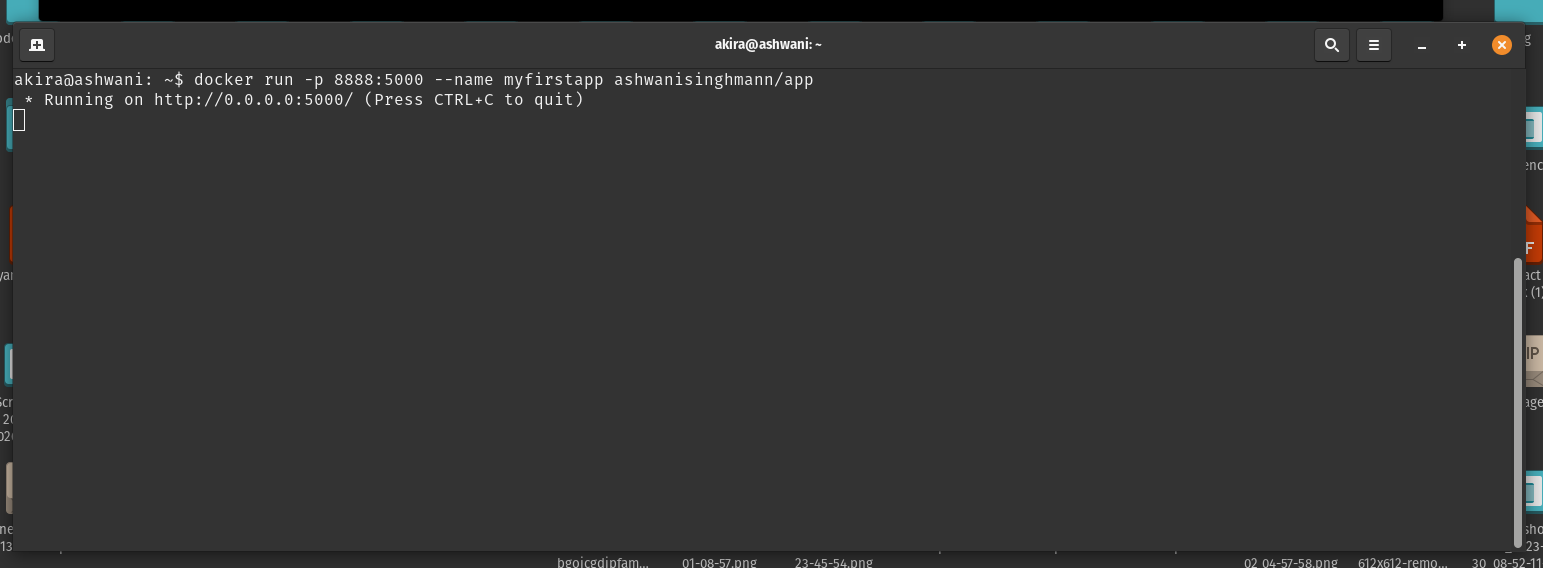 akira@ashwani: ~
akira@ashwani: ~$ docker run -p 8888:5000 --name myfirstapp ashwanisinghmann/app
* Running on http://0.0.0.0:5000/ (Press CTRL+C to quit)
bgojcgdipfam... 01-08-57.png 23-45-54.png 02 04-57-58.png 612x612-remo... 30 08-52-11